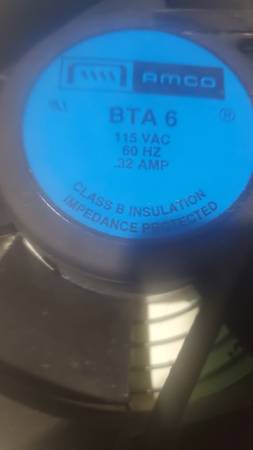 AMCO
BTA 6
®
115 VAC
60 HZ
.32 AMP
CLASS B INSULATION
IMPEDANCE PROTECTED